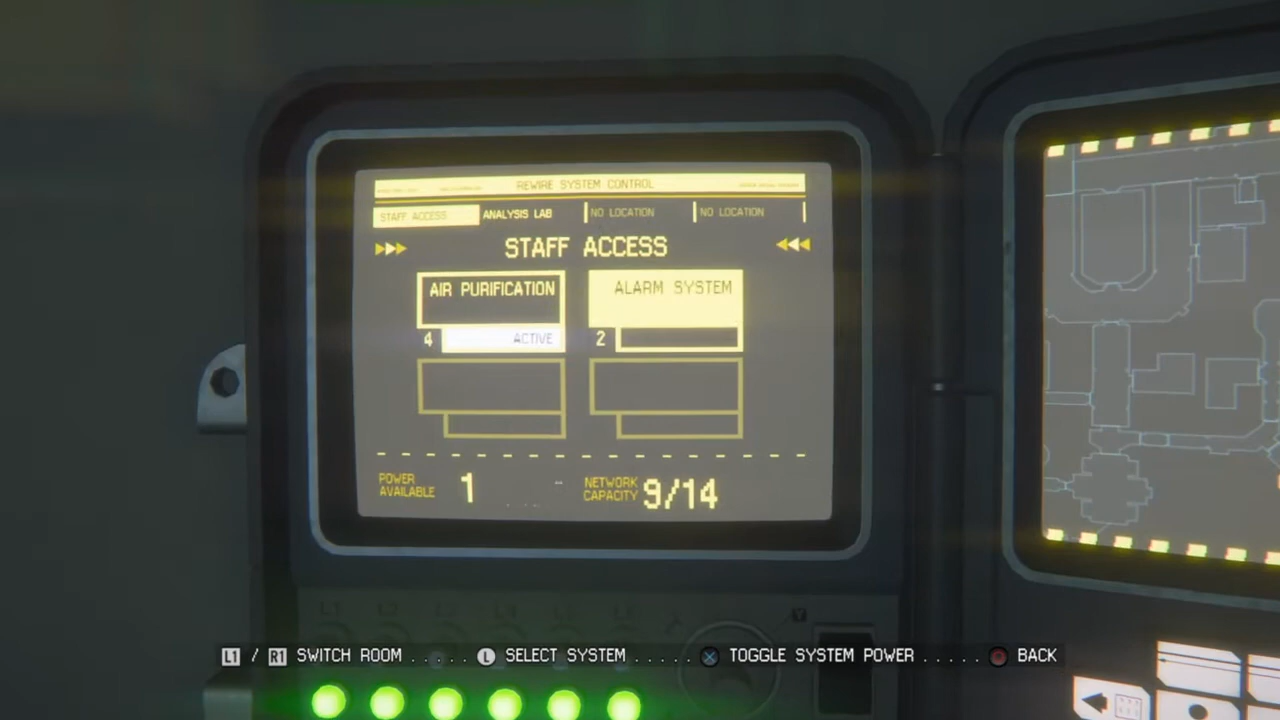 REWIRE SYSTEM CONTROL
STAFF ACCESS ANALYSIS LAB NO LOCATION NO LOCATION
STAFF ACCESS
AIR PURIFICATION ALARM SYSTEM
4 ACTIVE 2
POWER AVAILABLE 1 NETWORK CAPACITY 9/14
L1 / R1 SWITCH ROOM ..... L SELECT SYSTEM ..... TOGGLE SYSTEM POWER ..... BACK